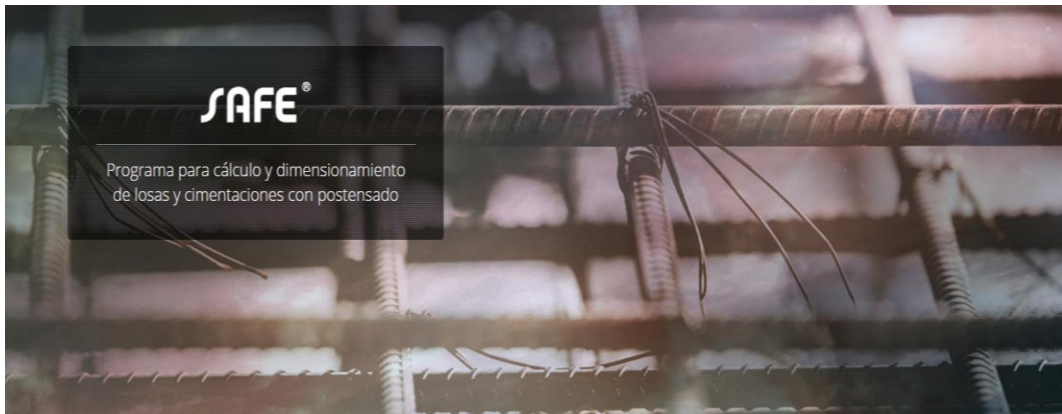 SAFE®
Programa para cálculo y dimensionamiento
de losas y cimentaciones con postensado